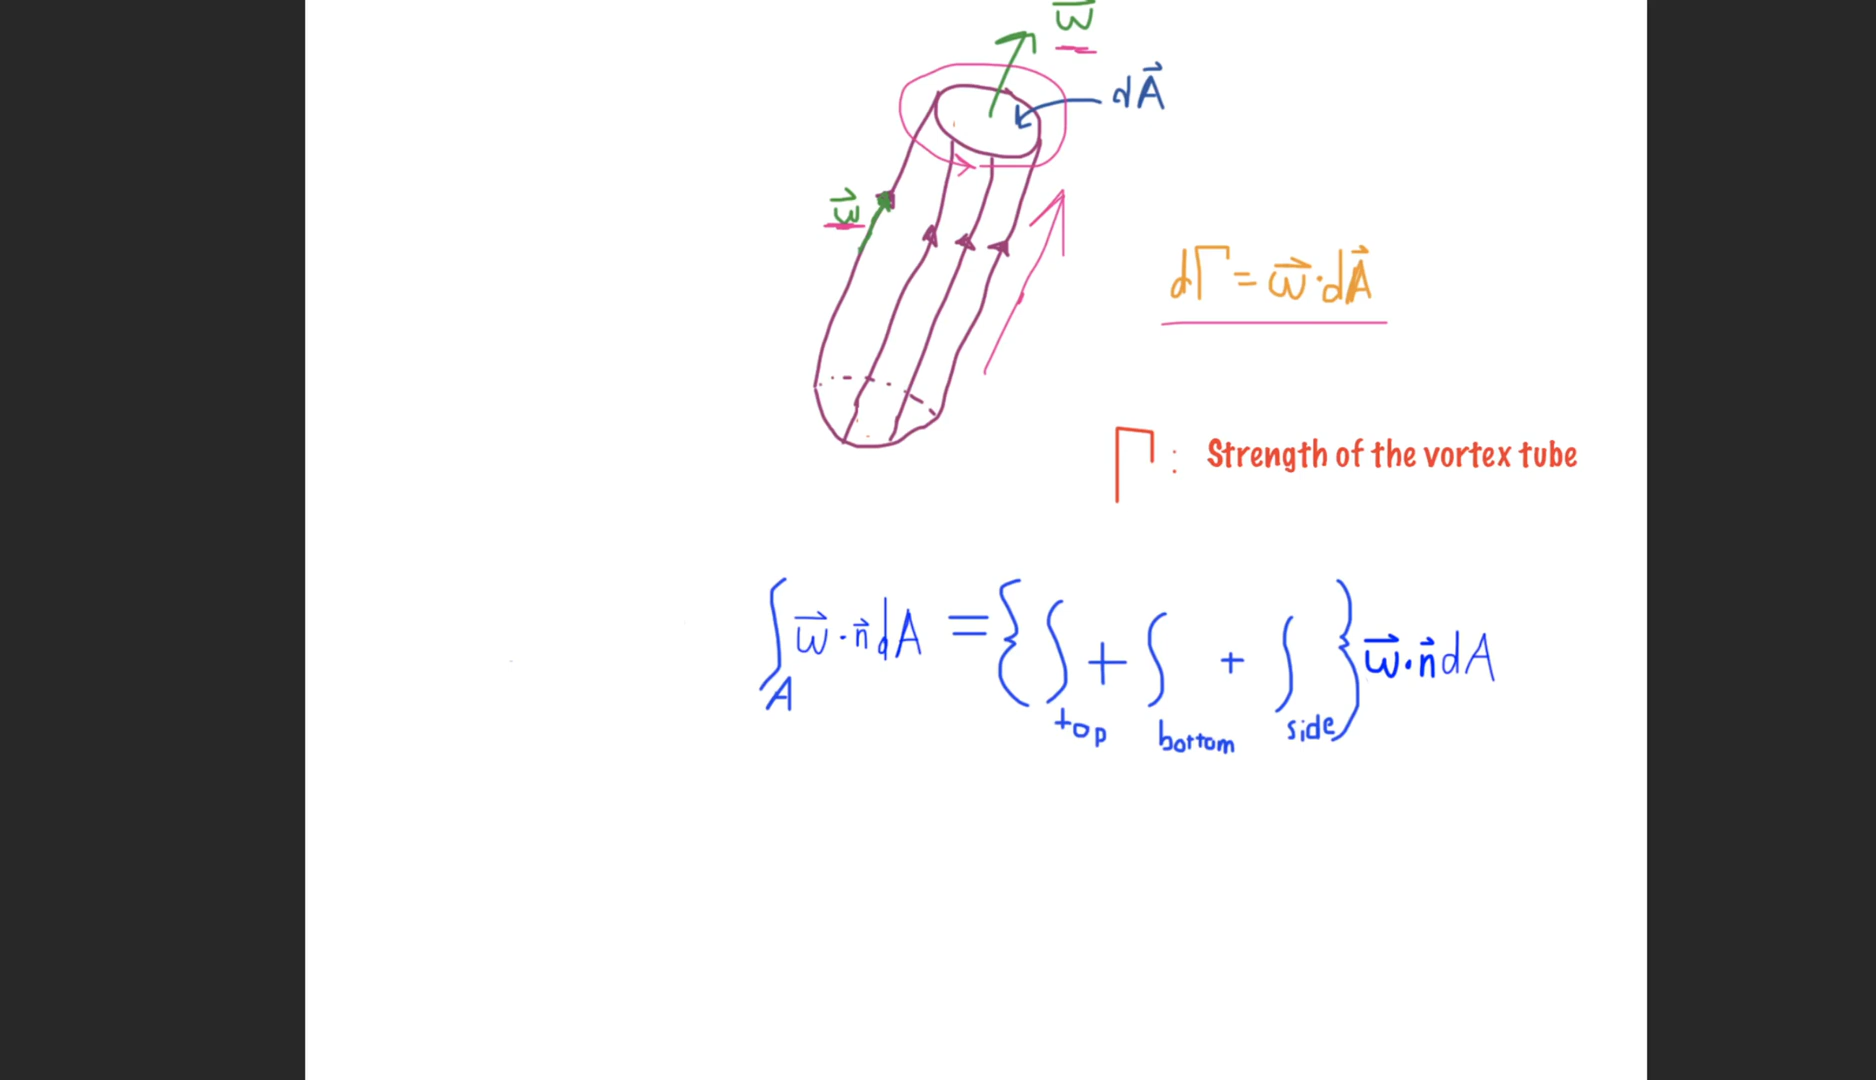 ω⃗
dA⃗
ω⃗
dΓ = ω⃗ · dA⃗
Γ : Strength of the vortex tube
∫_A ω⃗ · n⃗ dA = { ∫_top + ∫_bottom + ∫_side } ω⃗ · n⃗ dA